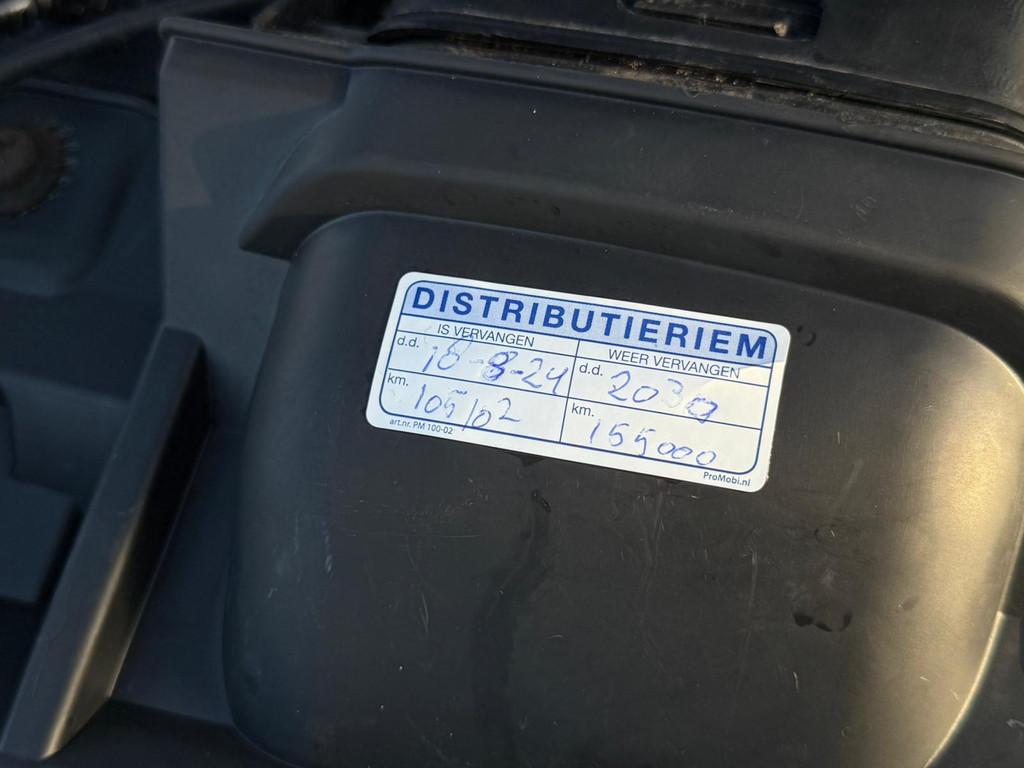 DISTRIBUTIERIEM
IS VERVANGEN
WEER VERVANGEN
d.d. 18-8-24
d.d. 2030
km. 105102
km. 155000
art.nr. PM 100-02
ProMobi.nl